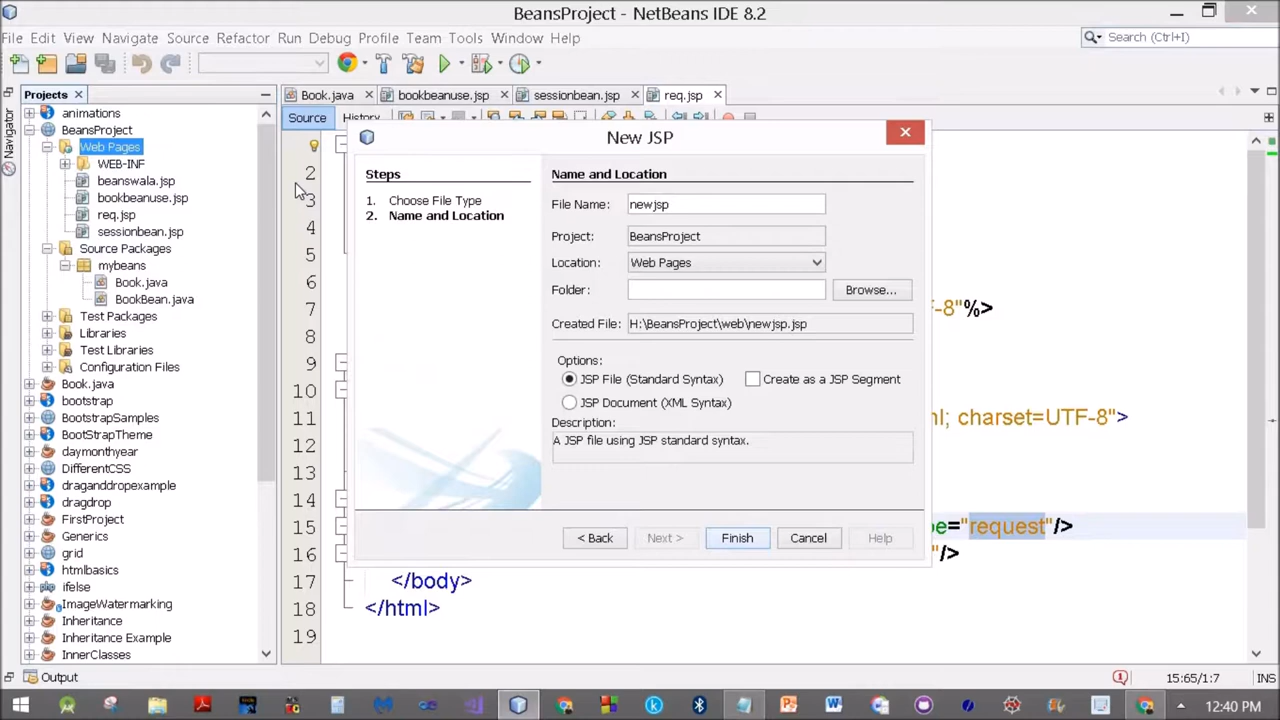 BeansProject - NetBeans IDE 8.2
File Edit View Navigate Source Refactor Run Debug Profile Team Tools Window Help
Search (Ctrl+I)
Projects
Book.java
bookbeanuse.jsp
sessionbean.jsp
req.jsp
Navigator
Source
History
animations
BeansProject
Web Pages
WEB-INF
beanswala.jsp
bookbeanuse.jsp
req.jsp
sessionbean.jsp
Source Packages
mybeans
Book.java
BookBean.java
Test Packages
Libraries
Test Libraries
Configuration Files
Book.java
bootstrap
BootstrapSamples
BootStrapTheme
daymonthyear
DifferentCSS
draganddropexample
dragdrop
FirstProject
Generics
grid
htmlbasics
ifelse
ImageWatermarking
Inheritance
Inheritance Example
InnerClasses
2
3
4
5
6
7
8
9
10
11
12
13
14
15
16
17
18
19
New JSP
Steps
1. Choose File Type
2. Name and Location
Name and Location
File Name: newjsp
Project: BeansProject
Location: Web Pages
Folder:
Browse...
Created File: H:\BeansProject\web\newjsp.jsp
Options:
JSP File (Standard Syntax)
Create as a JSP Segment
JSP Document (XML Syntax)
Description:
A JSP file using JSP standard syntax.
< Back
Next >
Finish
Cancel
Help
F-8"%>
ml; charset=UTF-8">
pe="request"/>
"/>
</body>
</html>
Output
15:65/1:7
INS
12:40 PM